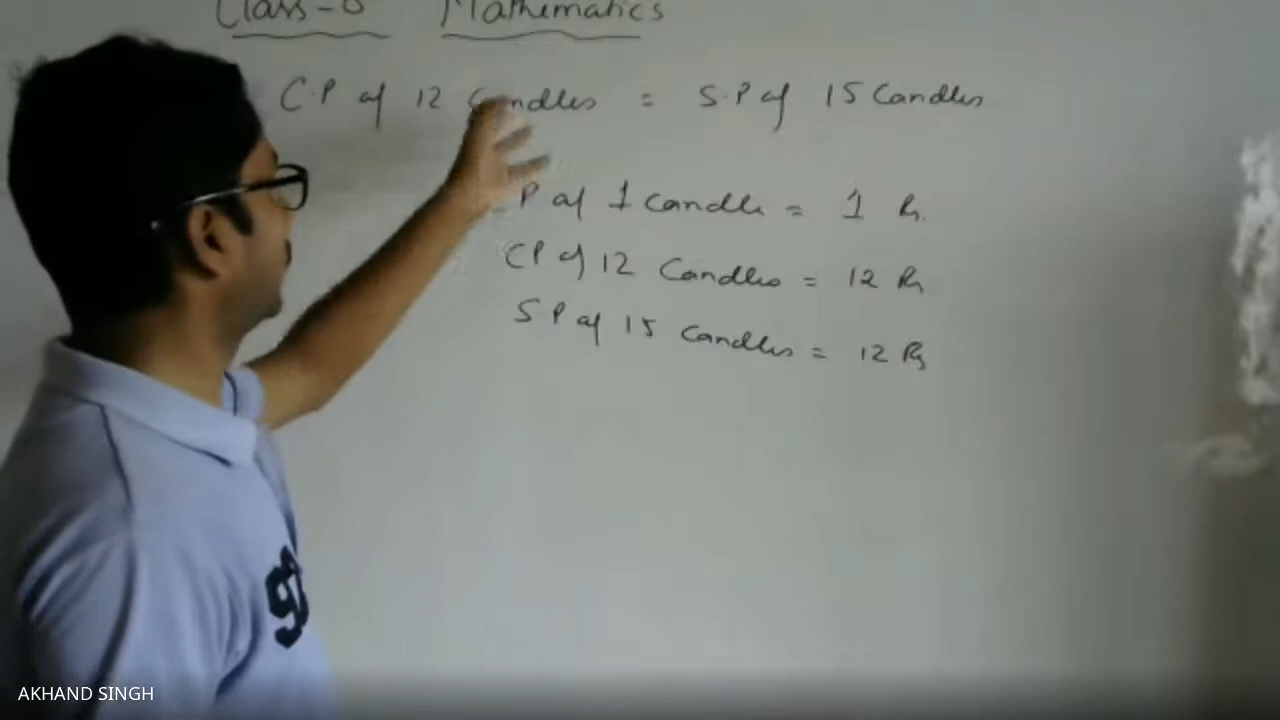 Class-8 Mathematics
C.P of 12 Candles = S.P of 15 Candles
P of 1 candle = 1 Rs.
CP of 12 Candles = 12 Rs
SP of 15 Candles = 12 Rs
AKHAND SINGH